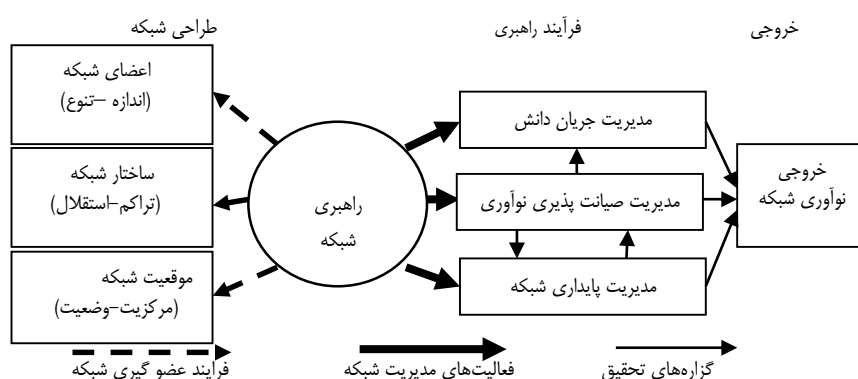 خروجی
فرآیند راهبری
طراحی شبکه
اعضای شبکه
(اندازه –تنوع)
ساختار شبکه
(تراکم–استقلال)
موقعیت شبکه
(مرکزیت–وضعیت)
راهبری
شبکه
مدیریت جریان دانش
مدیریت صیانت پذیری نوآوری
مدیریت پایداری شبکه
خروجی
نوآوری شبکه
گزاره‌های تحقیق
فعالیت‌های مدیریت شبکه
فرایند عضو گیری شبکه